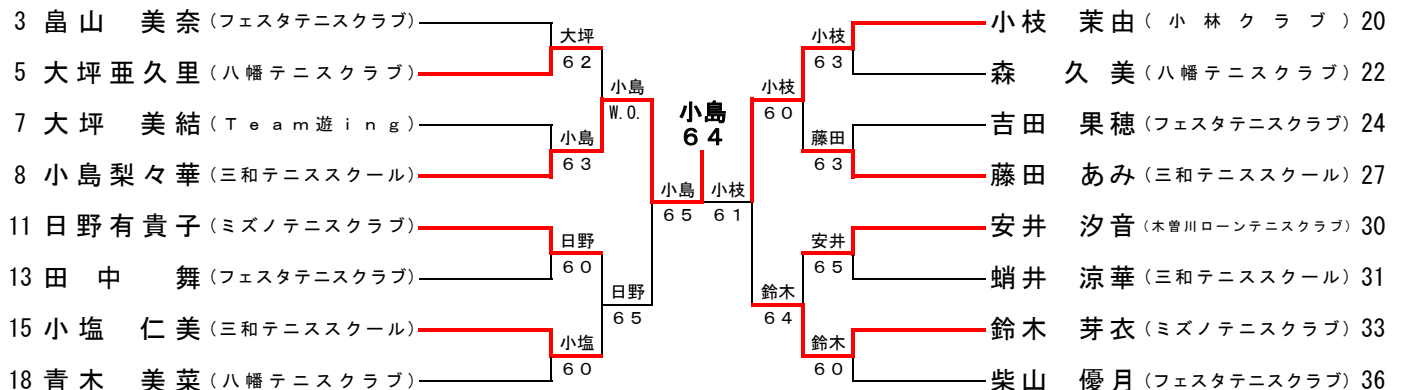 3 畠山 美奈 (フェスタテニスクラブ)
5 大坪亜久里 (八幡テニスクラブ)
7 大坪 美結 (Team遊ing)
8 小島梨々華 (三和テニススクール)
11 日野有貴子 (ミズノテニスクラブ)
13 田中 舞 (フェスタテニスクラブ)
15 小塩 仁美 (三和テニススクール)
18 青木 美菜 (八幡テニスクラブ)
大坪
62
小島
63
日野
60
小塩
60
小島
W.O.
日野
65
小島
65
小島
64
小枝
61
小枝
60
鈴木
64
小枝
63
藤田
63
安井
65
鈴木
60
小枝 茉由 (小林クラブ) 20
森 久美 (八幡テニスクラブ) 22
吉田 果穂 (フェスタテニスクラブ) 24
藤田 あみ (三和テニススクール) 27
安井 汐音 (木曽川ローンテニスクラブ) 30
蛸井 涼華 (三和テニススクール) 31
鈴木 芽衣 (ミズノテニスクラブ) 33
柴山 優月 (フェスタテニスクラブ) 36